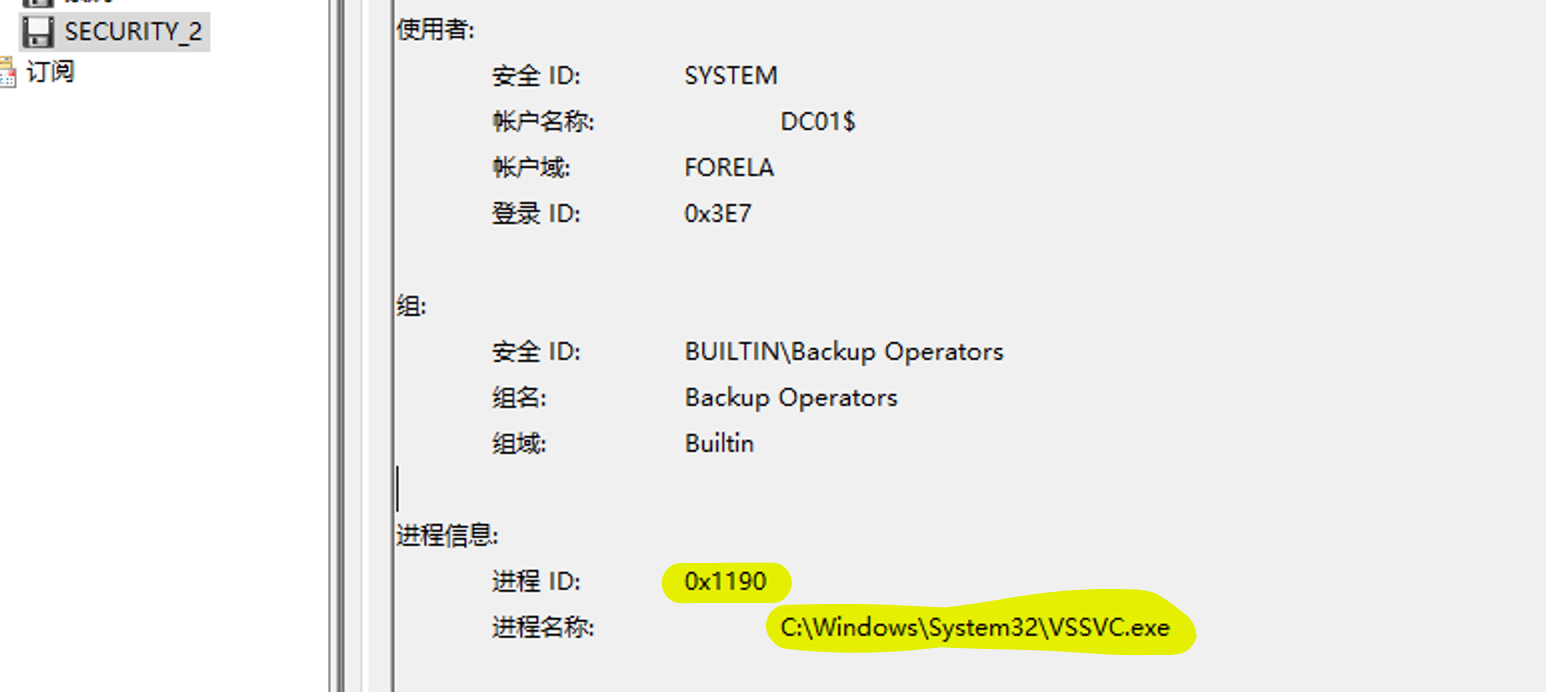 SECURITY_2
订阅
使用者:
安全 ID: SYSTEM
帐户名称: DC01$
帐户域: FORELA
登录 ID: 0x3E7
组:
安全 ID: BUILTIN\Backup Operators
组名: Backup Operators
组域: Builtin
进程信息:
进程 ID: 0x1190
进程名称: C:\Windows\System32\VSSVC.exe